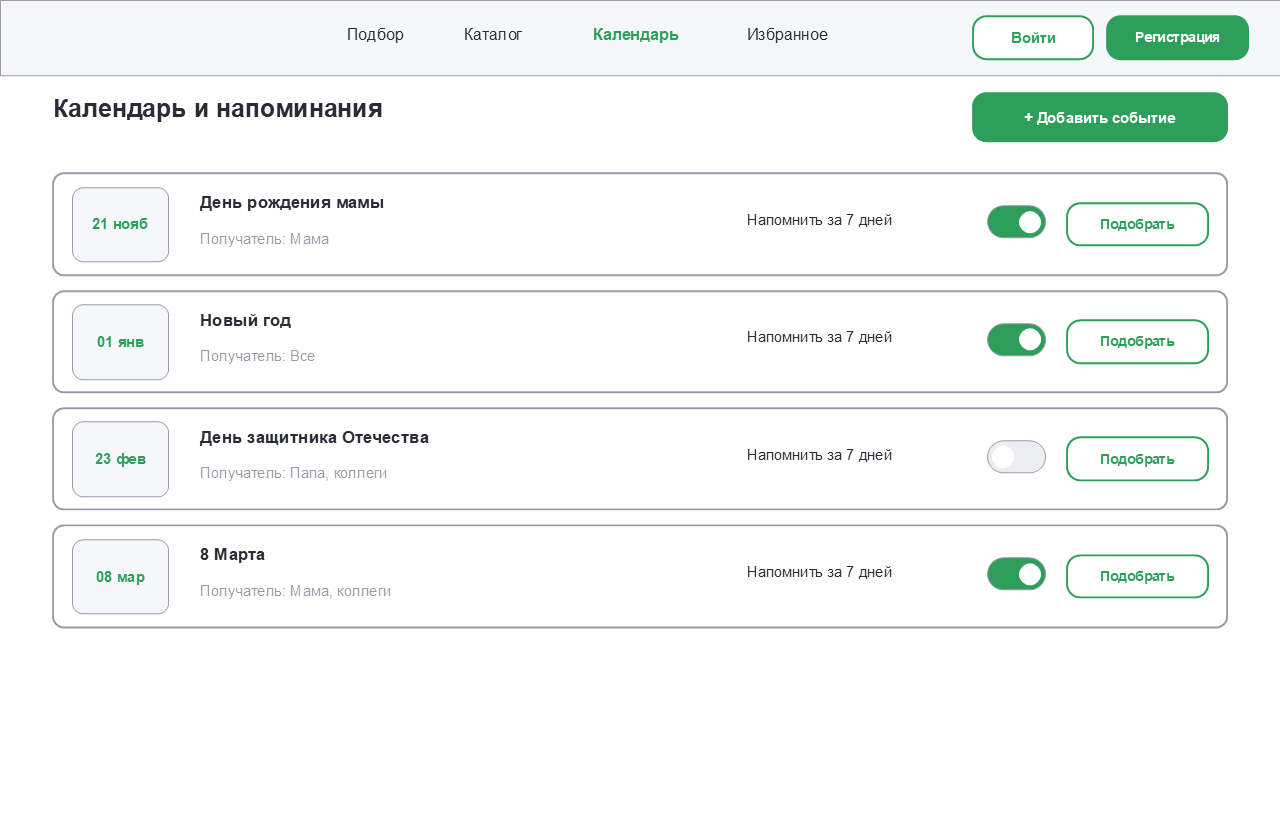 Подбор Каталог Календарь Избранное Войти Регистрация
Календарь и напоминания
+ Добавить событие
21 нояб
День рождения мамы
Получатель: Мама
Напомнить за 7 дней
Подобрать
01 янв
Новый год
Получатель: Все
Напомнить за 7 дней
Подобрать
23 фев
День защитника Отечества
Получатель: Папа, коллеги
Напомнить за 7 дней
Подобрать
08 мар
8 Марта
Получатель: Мама, коллеги
Напомнить за 7 дней
Подобрать